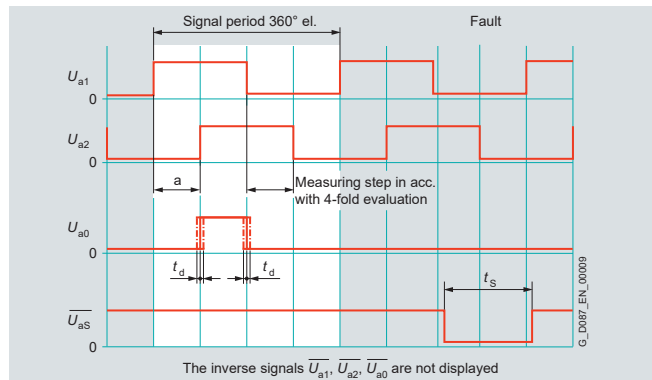 Signal period 360° el.
Fault
Ua1
0
Ua2
0
a
Measuring step in acc.
with 4-fold evaluation
Ua0
0
td
td
tS
UaS
0
G_D087_EN_00009
The inverse signals Ua1, Ua2, Ua0 are not displayed